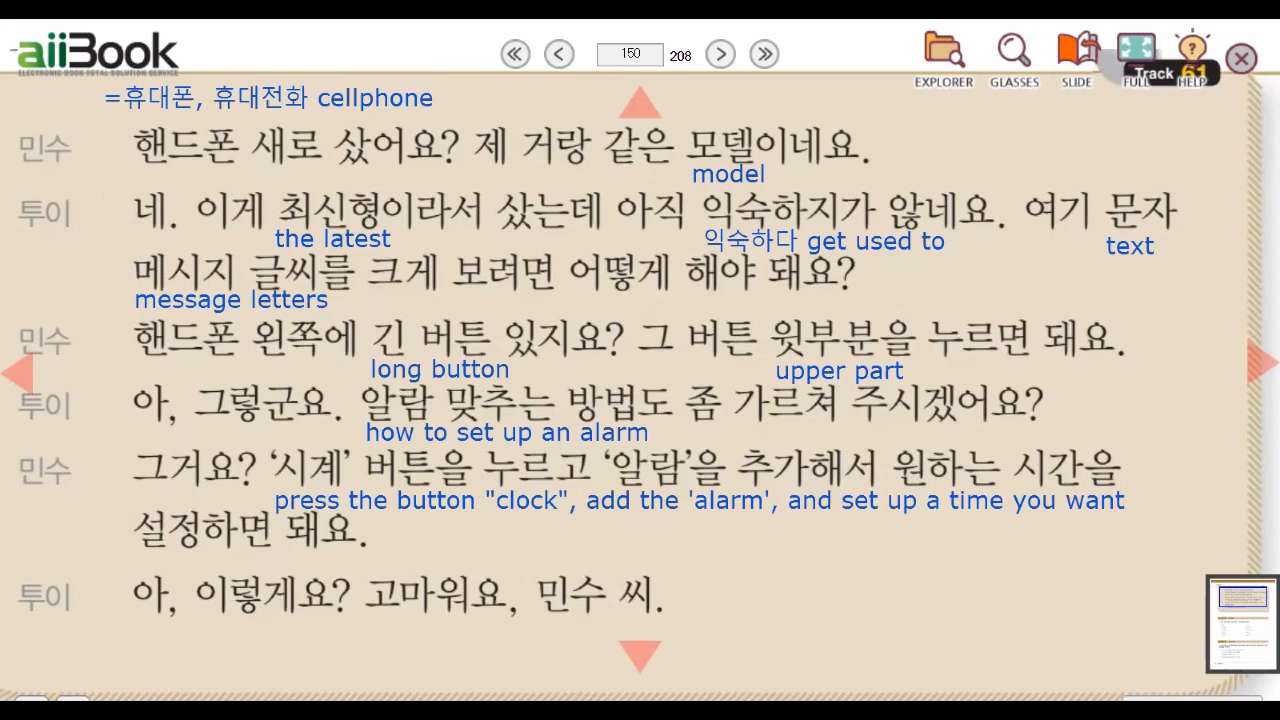 aiiBook
ELECTRONIC BOOK TOTAL SOLUTION SERVICE
150 208
EXPLORER GLASSES SLIDE FULL HELP
Track 61
=휴대폰, 휴대전화 cellphone
민수 핸드폰 새로 샀어요? 제 거랑 같은 모델이네요.
model
투이 네. 이게 최신형이라서 샀는데 아직 익숙하지가 않네요. 여기 문자
the latest 익숙하다 get used to text
메시지 글씨를 크게 보려면 어떻게 해야 돼요?
message letters
민수 핸드폰 왼쪽에 긴 버튼 있지요? 그 버튼 윗부분을 누르면 돼요.
long button upper part
투이 아, 그렇군요. 알람 맞추는 방법도 좀 가르쳐 주시겠어요?
how to set up an alarm
민수 그거요? ‘시계’ 버튼을 누르고 ‘알람’을 추가해서 원하는 시간을
press the button "clock", add the 'alarm', and set up a time you want
설정하면 돼요.
투이 아, 이렇게요? 고마워요, 민수 씨.